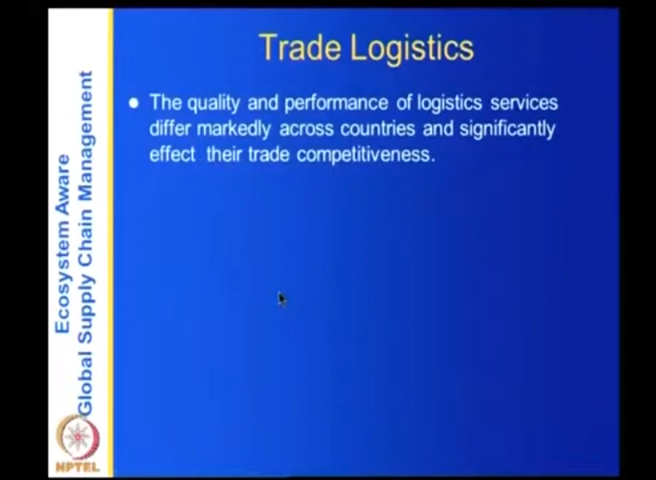 Trade Logistics
● The quality and performance of logistics services
differ markedly across countries and significantly
effect their trade competitiveness.
Ecosystem Aware
Global Supply Chain Management
NPTEL